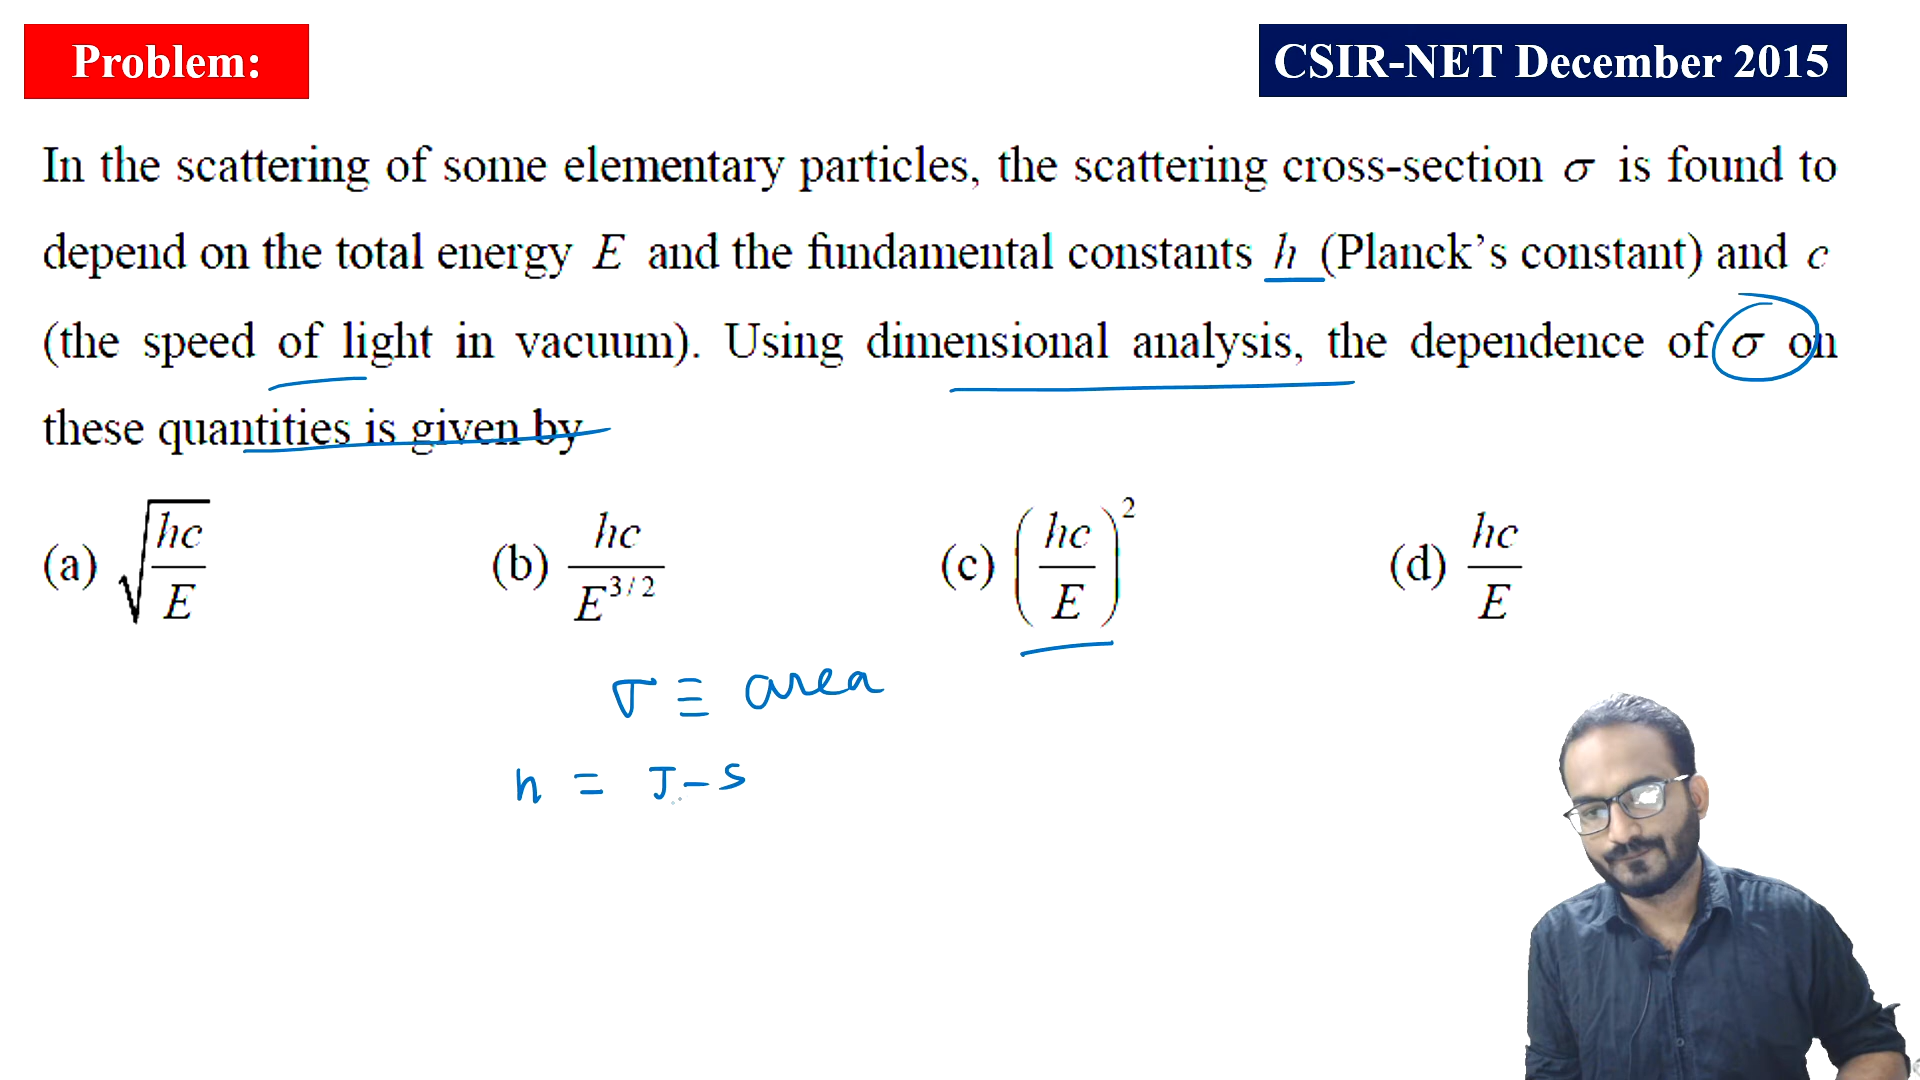 Problem:
CSIR-NET December 2015
In the scattering of some elementary particles, the scattering cross-section σ is found to
depend on the total energy E and the fundamental constants h (Planck's constant) and c
(the speed of light in vacuum). Using dimensional analysis, the dependence of σ on
these quantities is given by
(a) √(hc/E) (b) hc/E^3/2 (c) (hc/E)^2 (d) hc/E
σ ≡ area
h = J-s